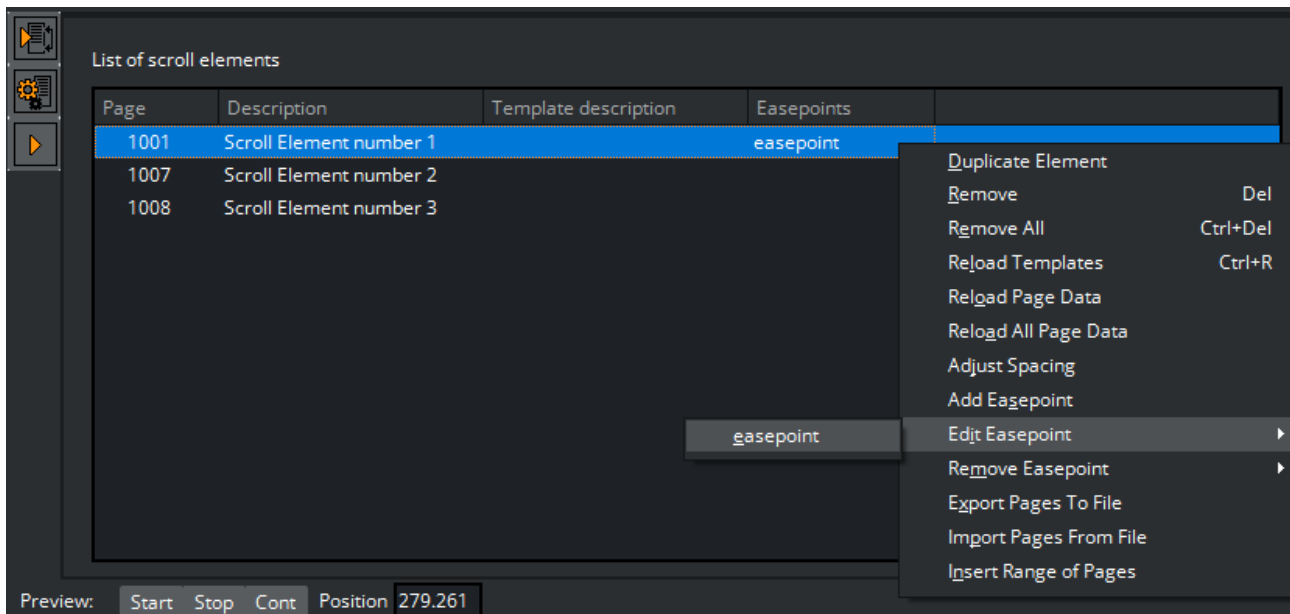 List of scroll elements
Page Description Template description Easepoints
1001 Scroll Element number 1 easepoint
1007 Scroll Element number 2
1008 Scroll Element number 3
Duplicate Element
Remove Del
Remove All Ctrl+Del
Reload Templates Ctrl+R
Reload Page Data
Reload All Page Data
Adjust Spacing
Add Easepoint
Edit Easepoint
easepoint
Remove Easepoint
Export Pages To File
Import Pages From File
Insert Range of Pages
Preview: Start Stop Cont Position 279.261